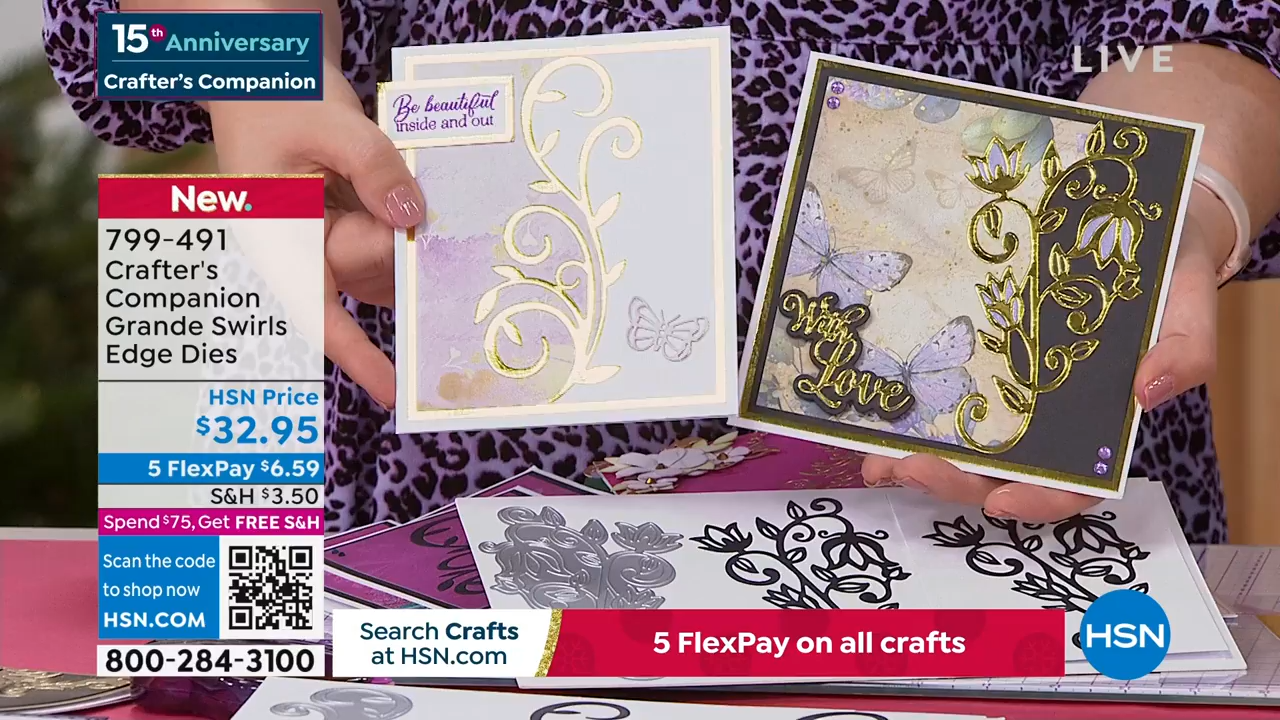 15th Anniversary
Crafter's Companion
LIVE
New.
799-491
Crafter's
Companion
Grande Swirls
Edge Dies
HSN Price
$32.95
5 FlexPay $6.59
S&H $3.50
Spend $75, Get FREE S&H
Scan the code
to shop now
HSN.COM
800-284-3100
Be beautiful
inside and out
With
Love
Search Crafts
at HSN.com
5 FlexPay on all crafts
HSN